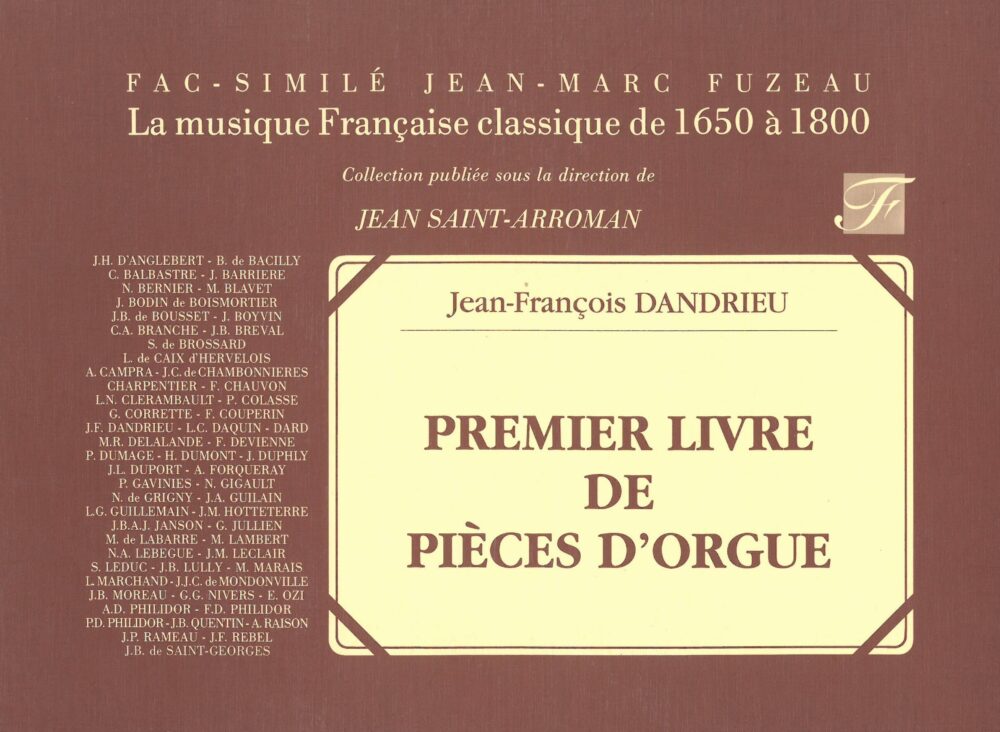 FAC-SIMILÉ JEAN-MARC FUZEAU
La musique Française classique de 1650 à 1800
Collection publiée sous la direction de
JEAN SAINT-ARROMAN
F
J.H. D'ANGLEBERT - B. de BACILLY
C. BALBASTRE - J. BARRIERE
N. BERNIER - M. BLAVET
J. BODIN de BOISMORTIER
J.B. de BOUSSET - J. BOYVIN
C.A. BRANCHE - J.B. BREVAL
S. de BROSSARD
L. de CAIX d'HERVELOIS
A. CAMPRA - J.C. de CHAMBONNIERES
CHARPENTIER - F. CHAUVON
L.N. CLERAMBAULT - P. COLASSE
G. CORRETTE - F. COUPERIN
J.F. DANDRIEU - L.C. DAQUIN - DARD
M.R. DELALANDE - F. DEVIENNE
P. DUMAGE - H. DUMONT - J. DUPHLY
J.L. DUPORT - A. FORQUERAY
P. GAVINIES - N. GIGAULT
N. de GRIGNY - J.A. GUILAIN
L.G. GUILLEMAIN - J.M. HOTTETERRE
J.B.A.J. JANSON - G. JULLIEN
M. de LABARRE - M. LAMBERT
N.A. LEBEGUE - J.M. LECLAIR
S. LEDUC - J.B. LULLY - M. MARAIS
L. MARCHAND - J.J.C. de MONDONVILLE
J.B. MOREAU - G.G. NIVERS - E. OZI
A.D. PHILIDOR - F.D. PHILIDOR
P.D. PHILIDOR - J.B. QUENTIN - A. RAISON
J.P. RAMEAU - J.F. REBEL
J.B. de SAINT-GEORGES
Jean-François DANDRIEU
PREMIER LIVRE
DE
PIÈCES D'ORGUE